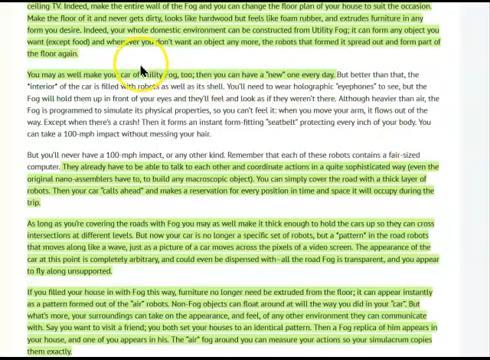 ceiling TV. Indeed, make the entire wall of the Fog and you can change the floor plan of your house to suit the occasion.
Make the floor of it and never gets dirty, looks like hardwood but feels like foam rubber, and extrudes furniture in any
form you desire. Indeed, your whole domestic environment can be constructed from Utility Fog; it can form any object you
want (except food) and whenever you don't want an object any more, the robots that formed it spread out and form part of
the floor again.
You may as well make your car of Utility Fog, too; then you can have a "new" one every day. But better than that, the
*interior* of the car is filled with robots as well as its shell. You'll need to wear holographic "eyephones" to see, but the
Fog will hold them up in front of your eyes and they'll feel and look as if they weren't there. Although heavier than air, the
Fog is programmed to simulate its physical properties, so you can't feel it: when you move your arm, it flows out of the
way. Except when there's a crash! Then it forms an instant form-fitting "seatbelt" protecting every inch of your body. You
can take a 100-mph impact without messing your hair.
But you'll never have a 100-mph impact, or any other kind. Remember that each of these robots contains a fair-sized
computer. They already have to be able to talk to each other and coordinate actions in a quite sophisticated way (even the
original nano-assemblers have to, to build any macroscopic object). You can simply cover the road with a thick layer of
robots. Then your car "calls ahead" and makes a reservation for every position in time and space it will occupy during the
trip.
As long as you're covering the roads with Fog you may as well make it thick enough to hold the cars up so they can cross
intersections at different levels. But now your car is no longer a specific set of robots, but a *pattern* in the road robots
that moves along like a wave, just as a picture of a car moves across the pixels of a video screen. The appearance of
the car at this point is completely arbitrary, and could even be dispensed with--all the road Fog is transparent, and you appear
to fly along unsupported.
If you filled your house in with Fog this way, furniture no longer need be extruded from the floor; it can appear instantly
as a pattern formed out of the "air" robots. Non-Fog objects can float around at will the way you did in your "car". But
what's more, your surroundings can take on the appearance, and feel, of any other environment they can communicate
with. Say you want to visit a friend; you both set your houses to an identical pattern. Then a Fog replica of him appears in
your house, and one of you appears in his. The "air" fog around you can measure your actions so your simulacrum copies
them exactly.